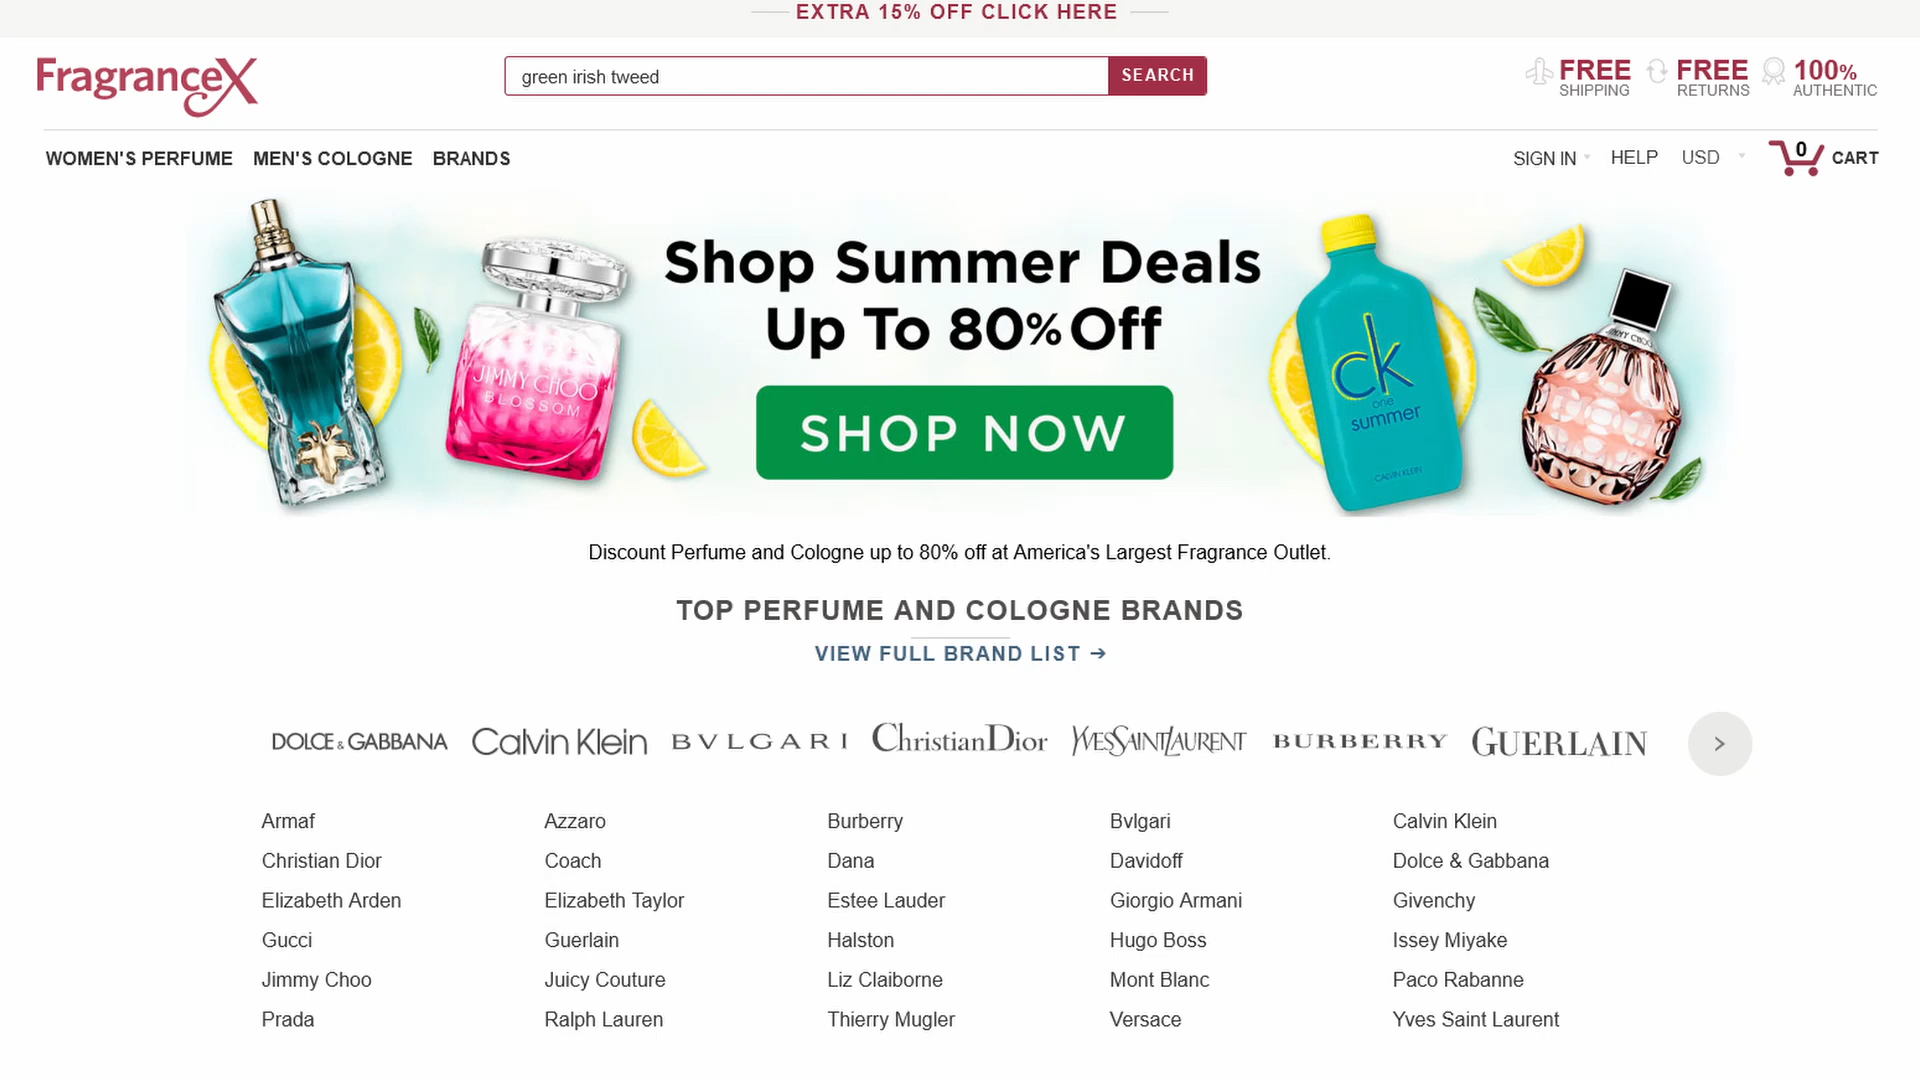 EXTRA 15% OFF CLICK HERE
FragranceX
green irish tweed
SEARCH
FREE SHIPPING
FREE RETURNS
100% AUTHENTIC
WOMEN'S PERFUME MEN'S COLOGNE BRANDS
SIGN IN HELP USD 0 CART
Shop Summer Deals
Up To 80% Off
SHOP NOW
JIMMY CHOO
BLOSSOM
ck
one
summer
CALVIN KLEIN
JIMMY CHOO
Discount Perfume and Cologne up to 80% off at America's Largest Fragrance Outlet.
TOP PERFUME AND COLOGNE BRANDS
VIEW FULL BRAND LIST →
DOLCE & GABBANA Calvin Klein BVLGARI Christian Dior YvesSaintLaurent BURBERRY GUERLAIN >
Armaf Azzaro Burberry Bvlgari Calvin Klein
Christian Dior Coach Dana Davidoff Dolce & Gabbana
Elizabeth Arden Elizabeth Taylor Estee Lauder Giorgio Armani Givenchy
Gucci Guerlain Halston Hugo Boss Issey Miyake
Jimmy Choo Juicy Couture Liz Claiborne Mont Blanc Paco Rabanne
Prada Ralph Lauren Thierry Mugler Versace Yves Saint Laurent